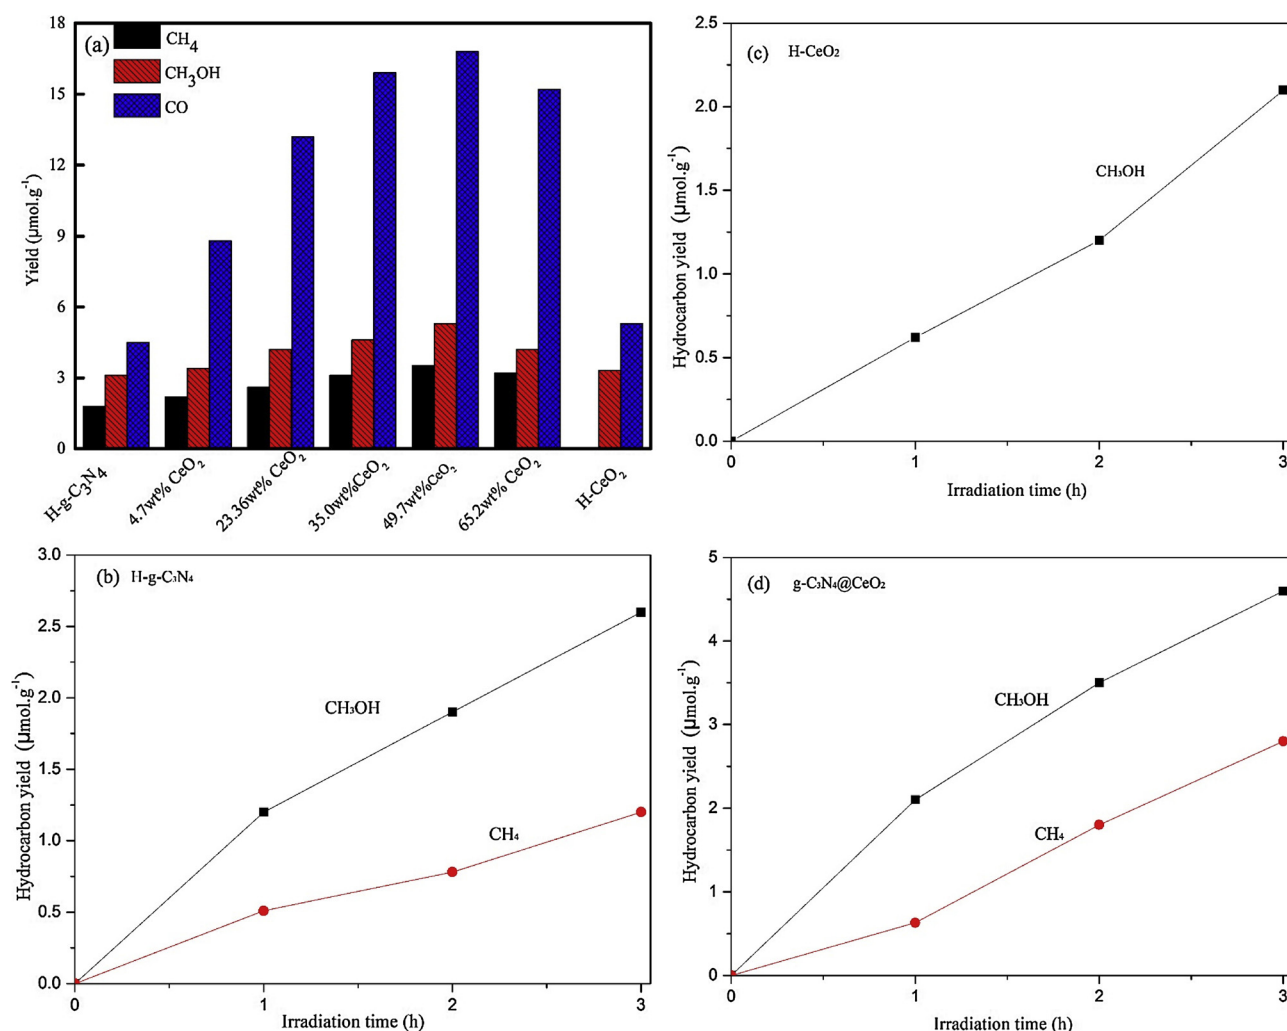 (a)
CH₄
CH₃OH
CO
Yield (μmol.g⁻¹)
18
15
12
9
6
3
0
H-g-C₃N₄
4.7wt% CeO₂
23.36wt% CeO₂
35.0wt%CeO₂
49.7wt%CeO₂
65.2wt% CeO₂
H-CeO₂
(c) H-CeO₂
CH₃OH
Hydrocarbon yield (μmol.g⁻¹)
2.5
2.0
1.5
1.0
0.5
0.0
0 1 2 3
Irradiation time (h)
(b) H-g-C₃N₄
CH₃OH
CH₄
Hydrocarbon yield (μmol.g⁻¹)
3.0
2.5
2.0
1.5
1.0
0.5
0.0
0 1 2 3
Irradiation time (h)
(d) g-C₃N₄@CeO₂
CH₃OH
CH₄
Hydrocarbon yield (μmol.g⁻¹)
5
4
3
2
1
0
0 1 2 3
Irradiation time (h)